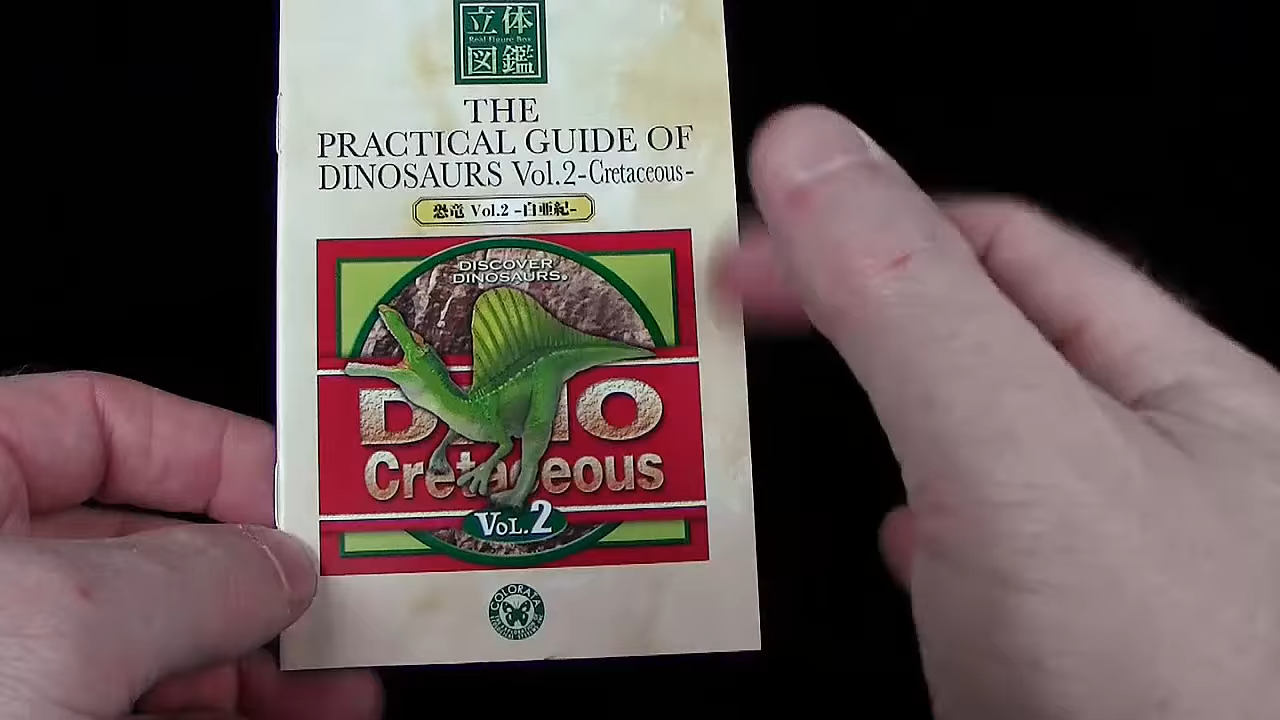 立体
Real Figure Box
図鑑
THE
PRACTICAL GUIDE OF
DINOSAURS Vol.2-Cretaceous-
恐竜 Vol.2 -白亜紀-
DISCOVER
DINOSAURS
DINO
Cretaceous
VOL.2
COLORATA